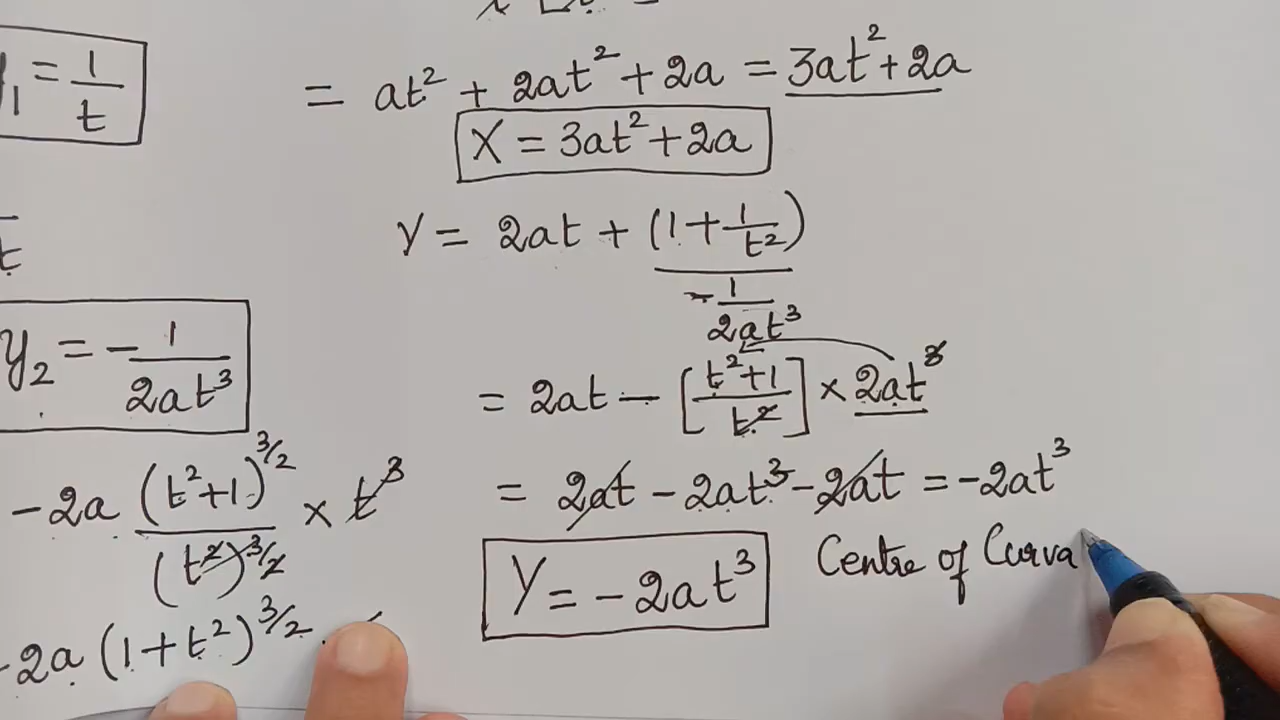 y₁ = 1/t
= at² + 2at² + 2a = 3at² + 2a
X = 3at² + 2a
Y = 2at + (1 + 1/t²) / (-1/2at³)
t
y₂ = - 1/2at³
= 2at - [(t² + 1)/t²] × 2at³
-2a (t² + 1)^3/2 / (t²)^3/2 × t³
= 2at - 2at³ - 2at = -2at³
Y = -2at³
Centre of Curva
-2a (1 + t²)^3/2